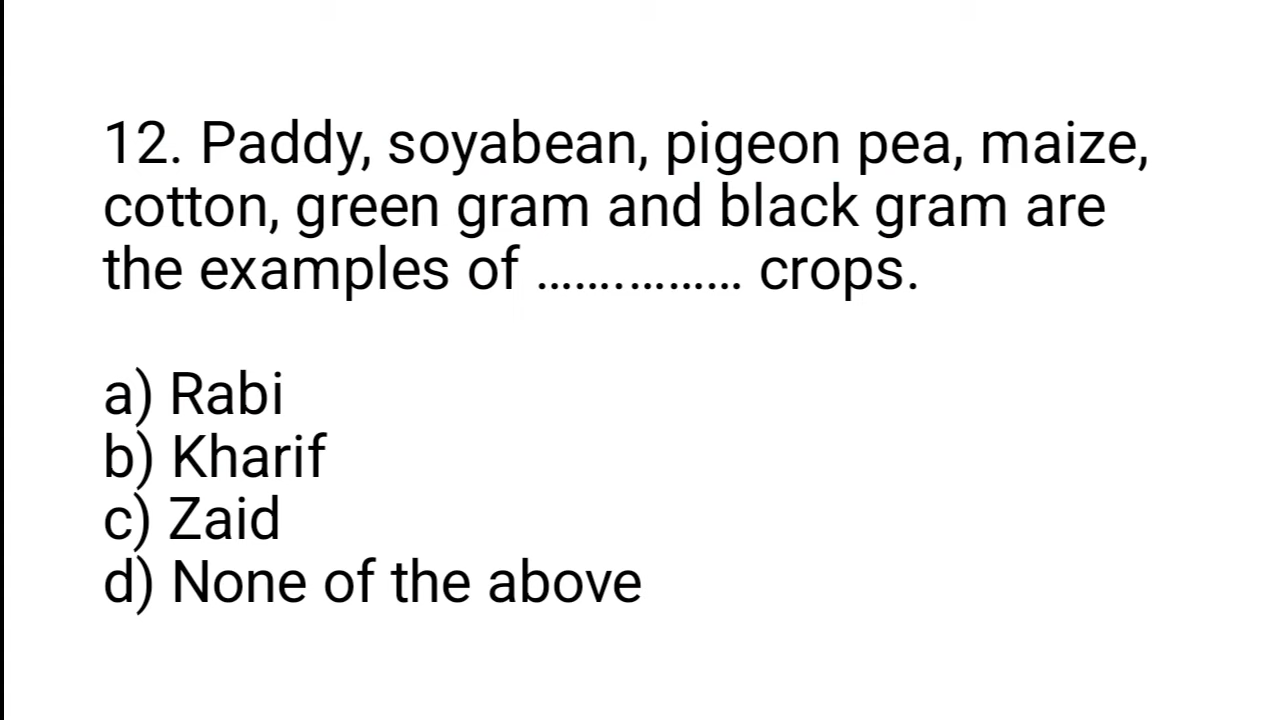 12. Paddy, soyabean, pigeon pea, maize,
cotton, green gram and black gram are
the examples of ................ crops.
a) Rabi
b) Kharif
c) Zaid
d) None of the above